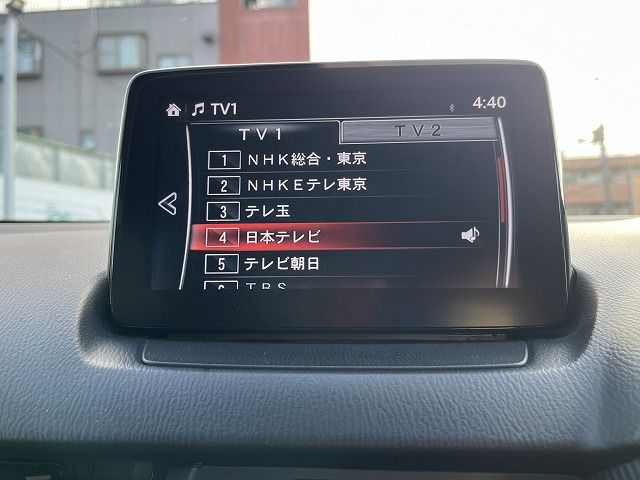 TV1 4:40
TV1 TV2
1 NHK総合・東京
2 NHKEテレ東京
3 テレ玉
4 日本テレビ
5 テレビ朝日
6 TBS